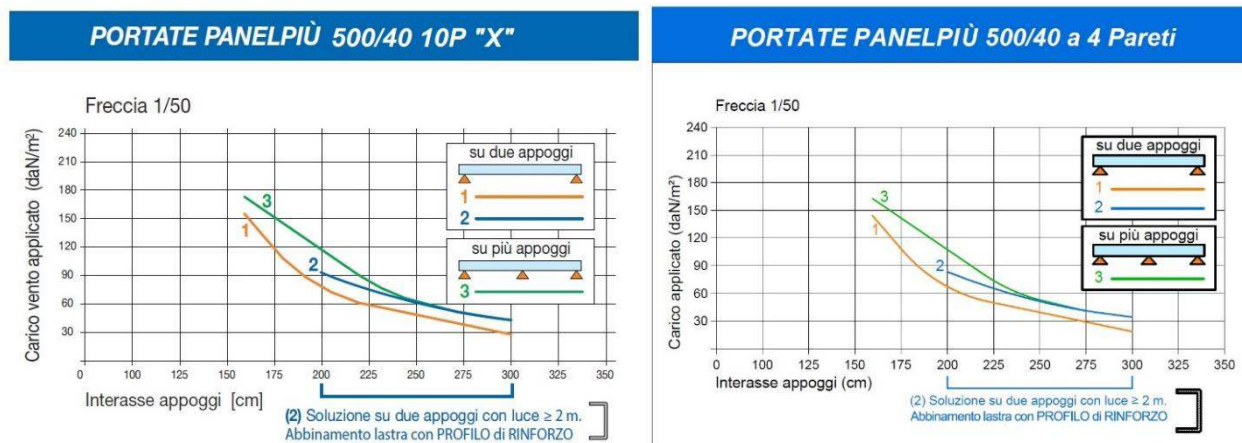 PORTATE PANELPIÙ 500/40 10P "X"
Freccia 1/50
Carico vento applicato (daN/m²)
240
210
180
150
120
90
60
30
0 100 125 150 175 200 225 250 275 300 350
1
2
3
su due appoggi
1
2
su più appoggi
3
Interasse appoggi [cm]
(2) Soluzione su due appoggi con luce ≥ 2 m.
Abbinamento lastra con PROFILO di RINFORZO
PORTATE PANELPIÙ 500/40 a 4 Pareti
Freccia 1/50
Carico applicato (daN/m²)
240
210
180
150
120
90
60
30
0 100 125 150 175 200 225 250 275 300 350
1
2
3
su due appoggi
1
2
su più appoggi
3
Interasse appoggi (cm)
(2) Soluzione su due appoggi con luce ≥ 2 m.
Abbinamento lastra con PROFILO di RINFORZO